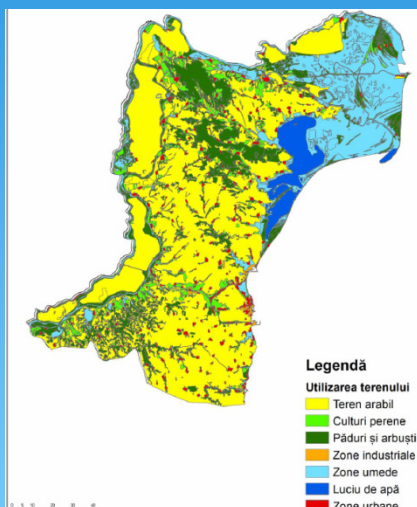 Legendă
Utilizarea terenului
Teren arabil
Culturi perene
Păduri și arbuști
Zone industriale
Zone umede
Luciu de apă
Zone urbane